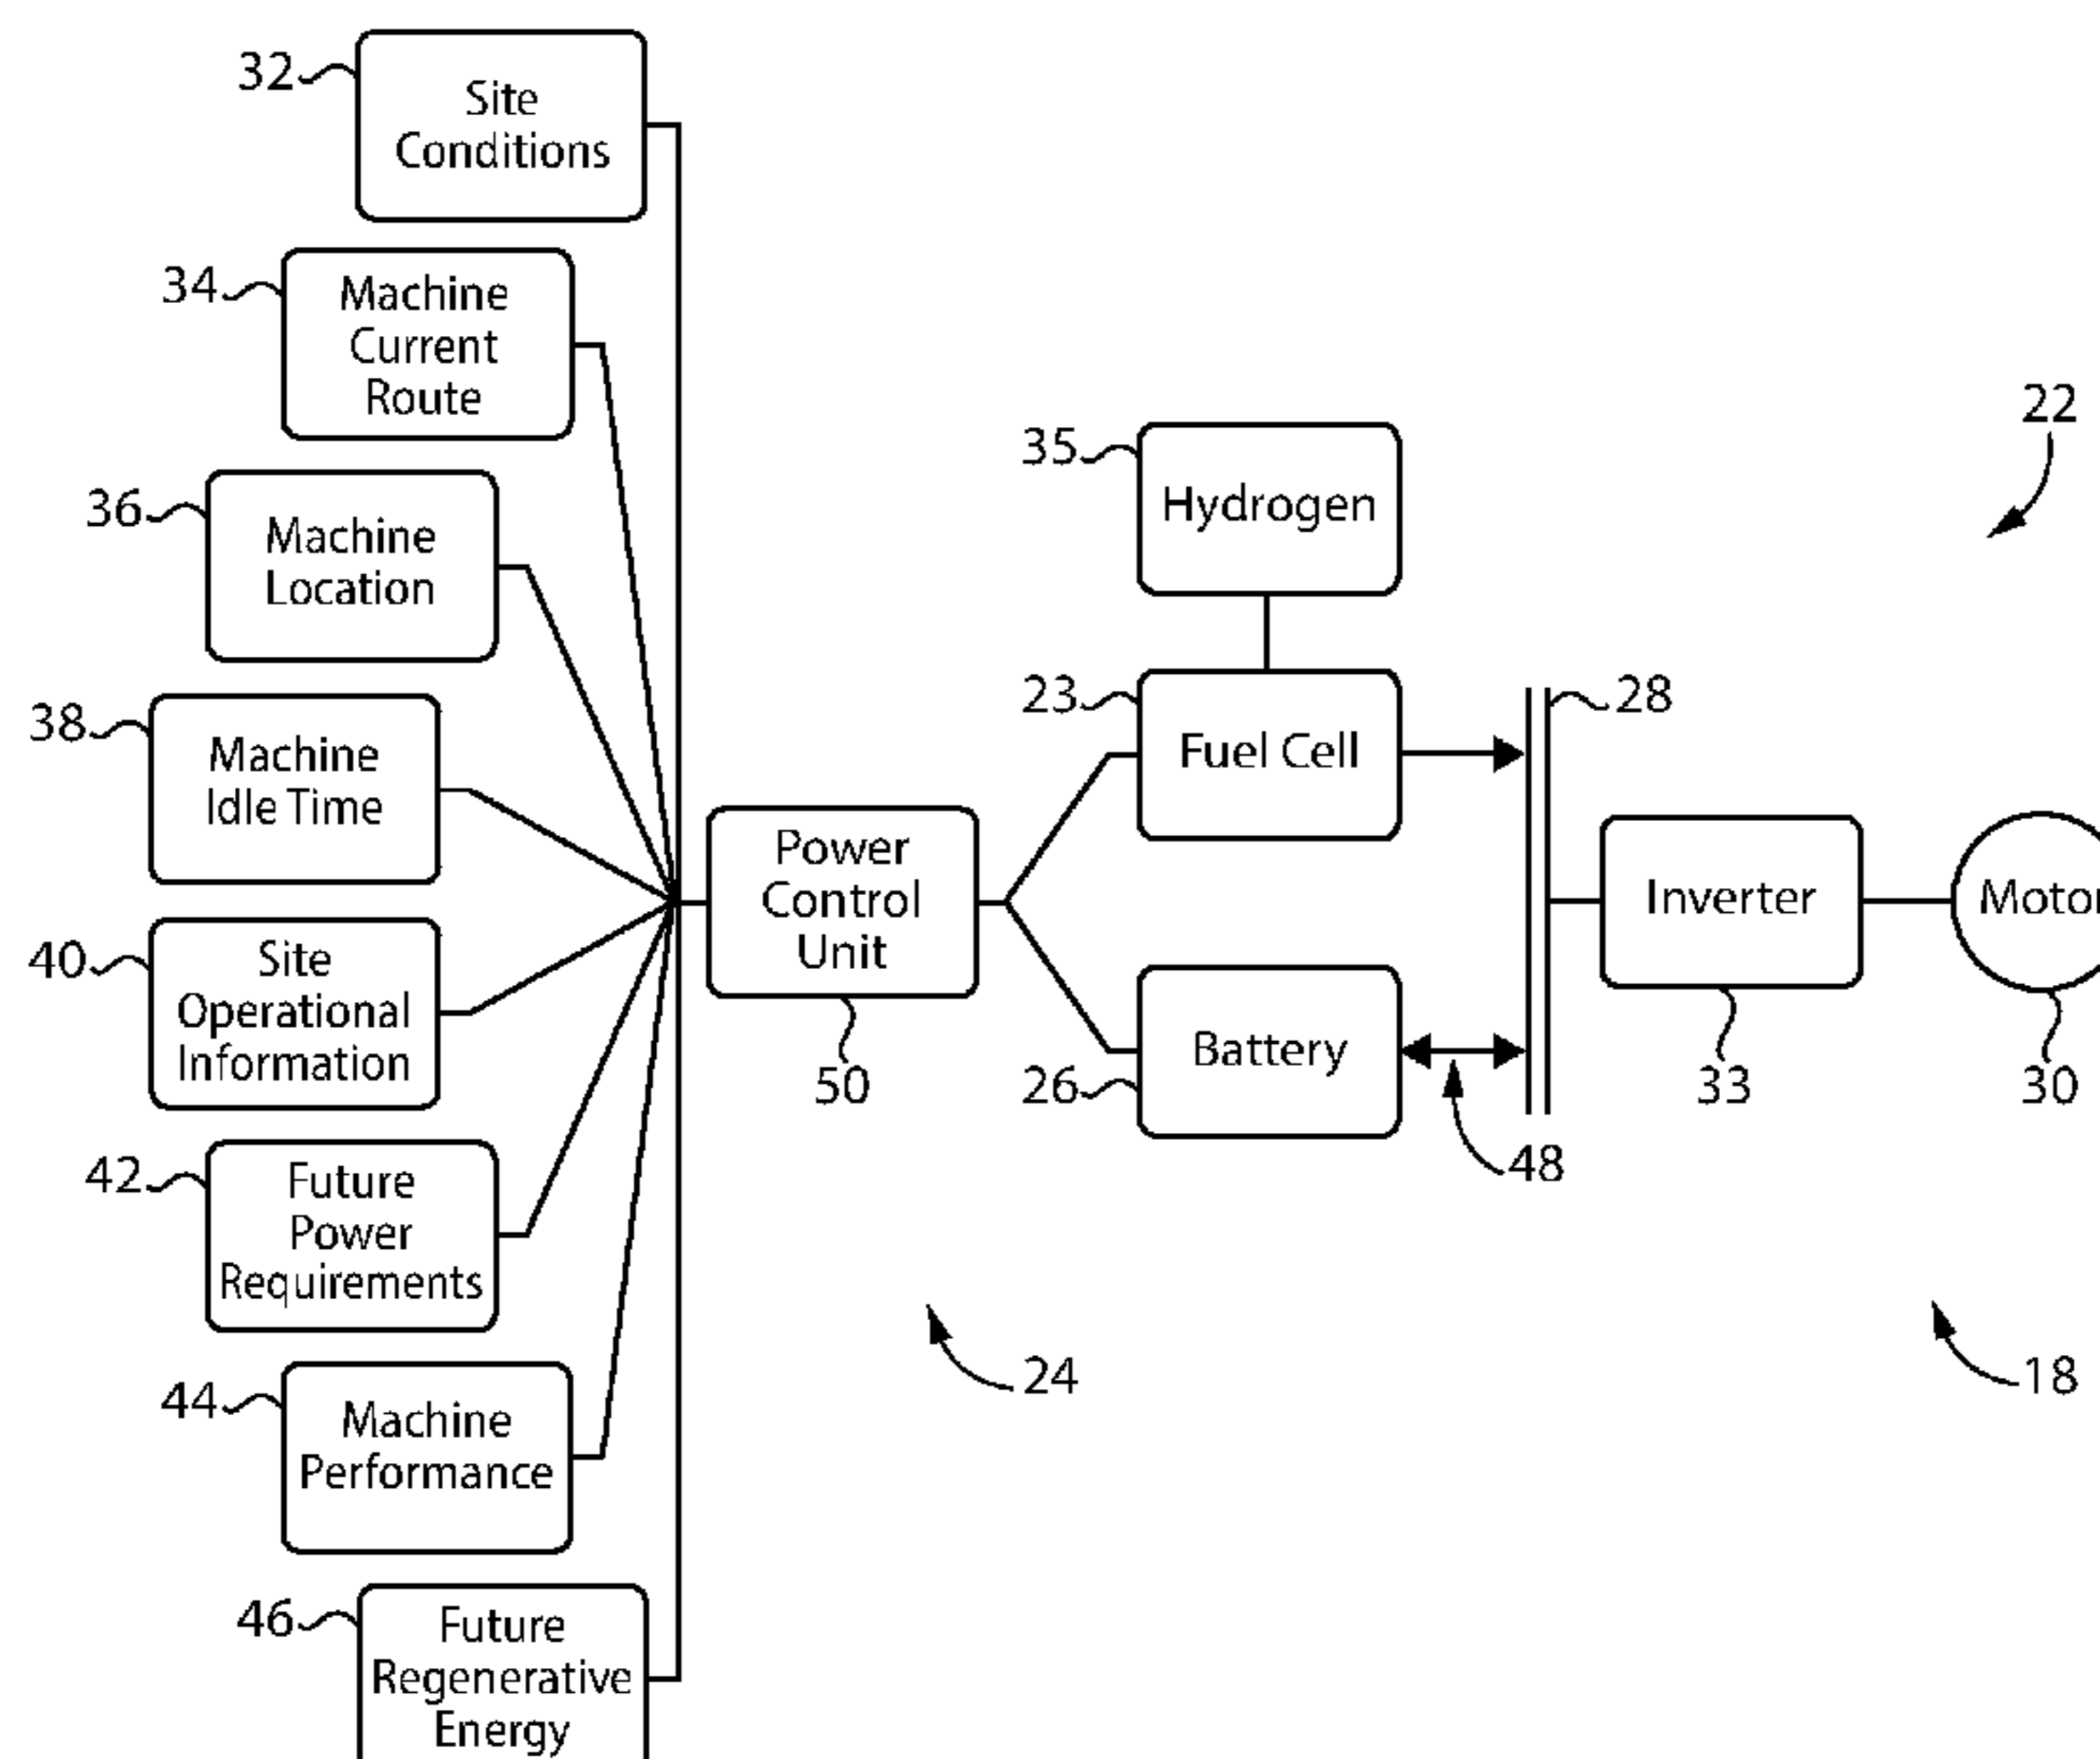 32
Site
Conditions
34
Machine
Current
Route
36
Machine
Location
38
Machine
Idle Time
40
Site
Operational
Information
42
Future
Power
Requirements
44
Machine
Performance
46
Future
Regenerative
Energy
Power
Control
Unit
50
35
Hydrogen
23
Fuel Cell
26
Battery
48
28
Inverter
33
Motor
30
22
24
18